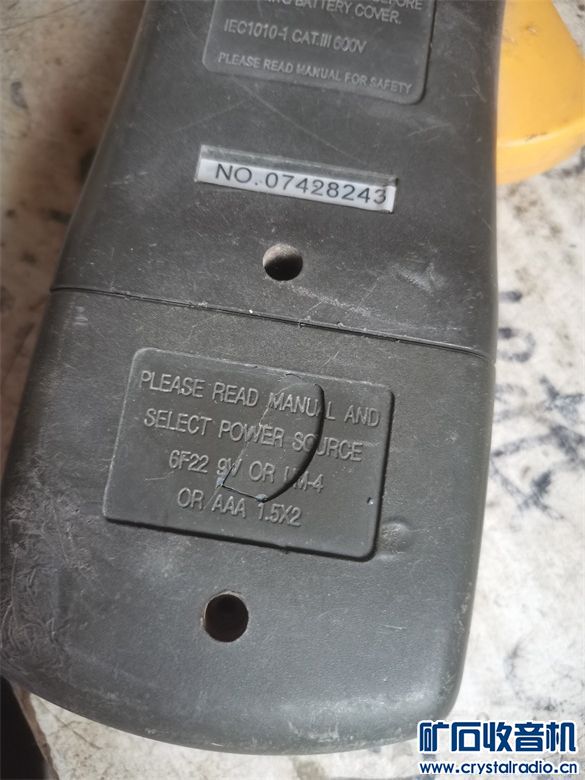 BEFORE
BATTERY COVER.
IEC1010-1 CAT.III 600V
PLEASE READ MANUAL FOR SAFETY
NO.07428243
PLEASE READ MANUAL AND
SELECT POWER SOURCE
6F22 9V OR UM-4
OR AAA 1.5X2
矿石收音机
www.crystalradio.cn